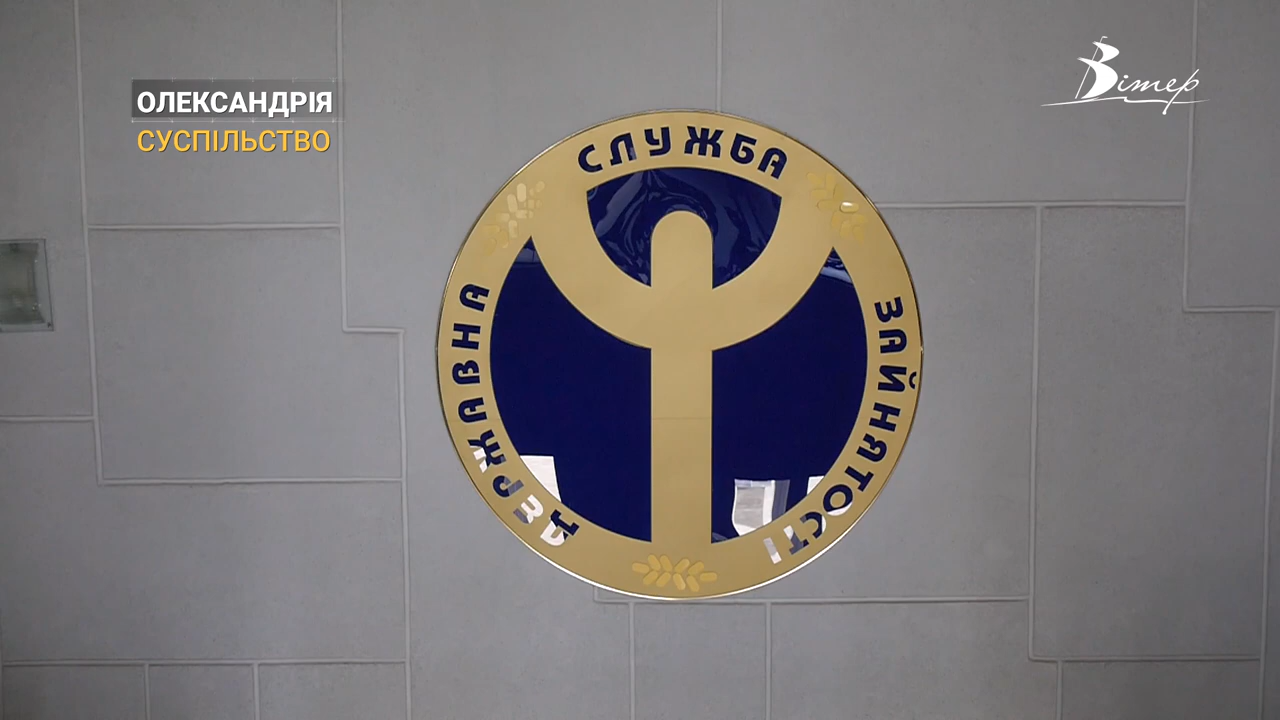 ОЛЕКСАНДРІЯ
СУСПІЛЬСТВО
Вітер
ДЕРЖАВНА СЛУЖБА ЗАЙНЯТОСТІ